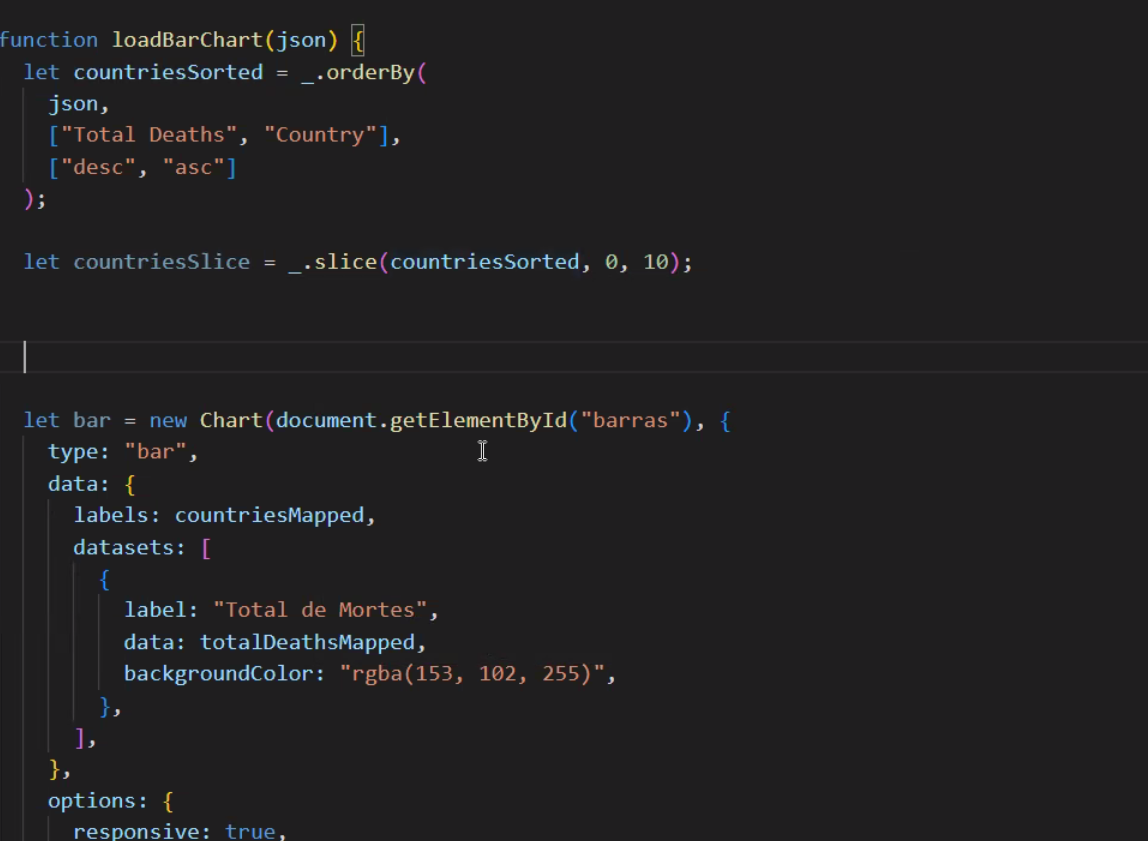 function loadBarChart(json) {
  let countriesSorted = _.orderBy(
    json,
    ["Total Deaths", "Country"],
    ["desc", "asc"]
  );
  let countriesSlice = _.slice(countriesSorted, 0, 10);
  let bar = new Chart(document.getElementById("barras"), {
    type: "bar",
    data: {
      labels: countriesMapped,
      datasets: [
        {
          label: "Total de Mortes",
          data: totalDeathsMapped,
          backgroundColor: "rgba(153, 102, 255)",
        },
      ],
    },
    options: {
      responsive: true,